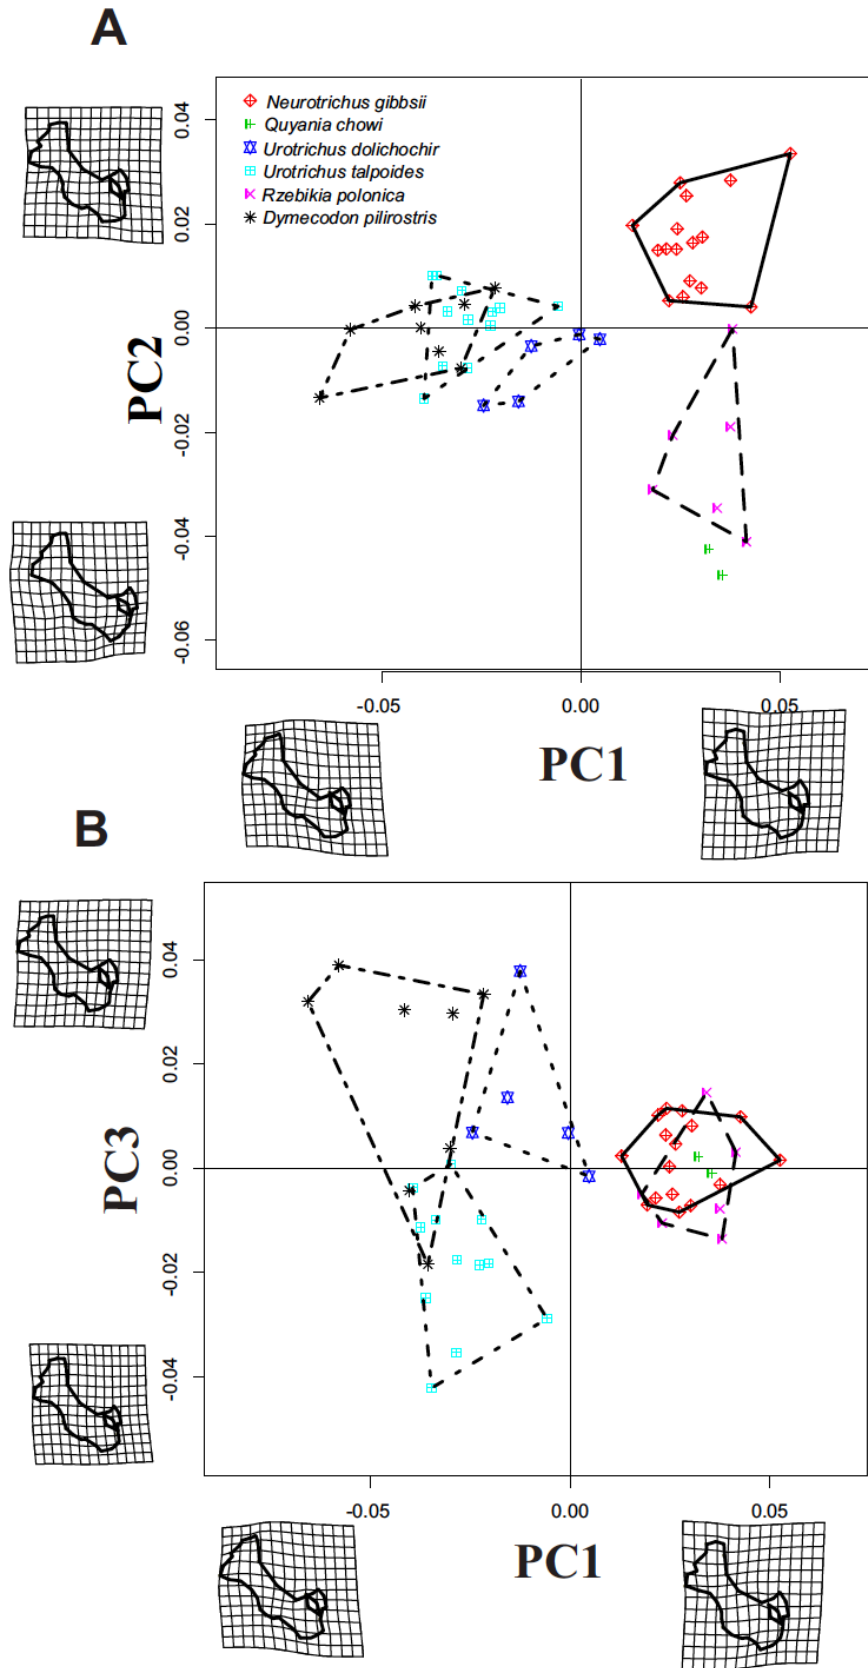 A
Neurotrichus gibbsii
Quyania chowi
Urotrichus dolichochir
Urotrichus talpoides
Rzebikia polonica
Dymecodon pilirostris
PC2
0.04
0.02
0.00
-0.02
-0.04
-0.06
-0.05 0.00 0.05
PC1
B
PC3
0.04
0.02
0.00
-0.02
-0.04
-0.05 0.00 0.05
PC1